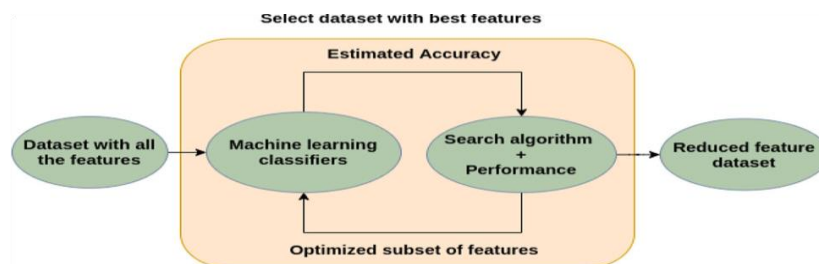 Select dataset with best features
Estimated Accuracy
Dataset with all
the features
Machine learning
classifiers
Search algorithm
+
Performance
Reduced feature
dataset
Optimized subset of features